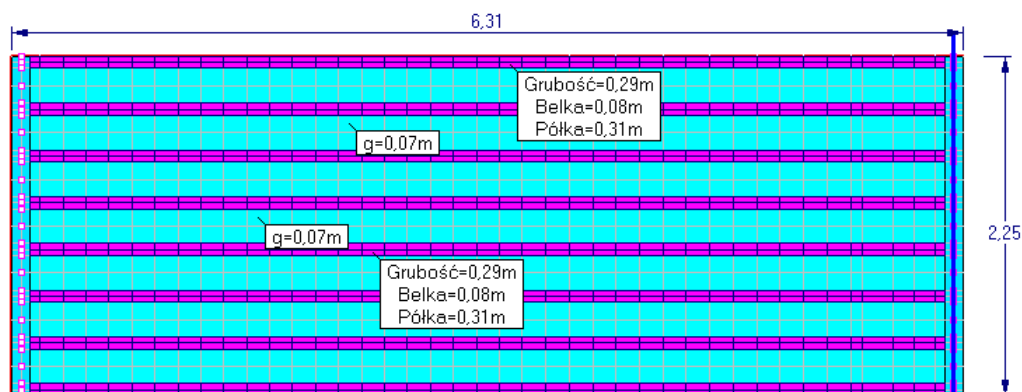 6,31
Grubość=0,29m
Belka=0,08m
Półka=0,31m
g=0,07m
g=0,07m
2,25
Grubość=0,29m
Belka=0,08m
Półka=0,31m